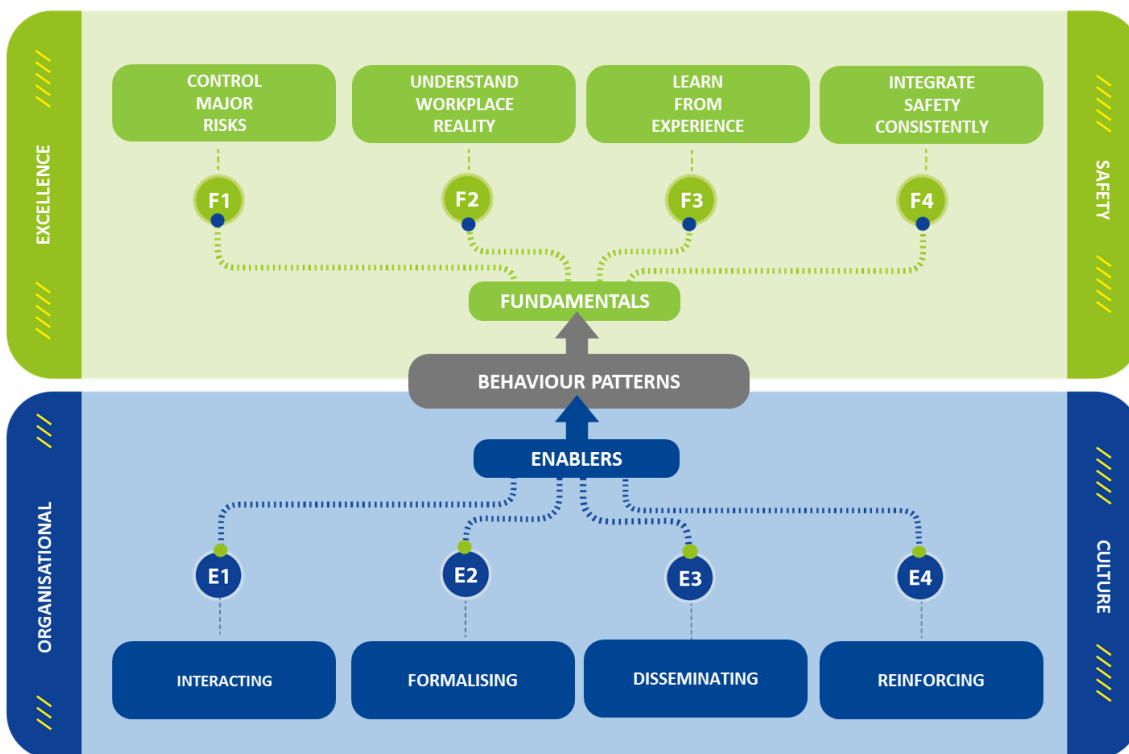 EXCELLENCE
CONTROL
MAJOR
RISKS
UNDERSTAND
WORKPLACE
REALITY
LEARN
FROM
EXPERIENCE
INTEGRATE
SAFETY
CONSISTENTLY
SAFETY
F1
F2
F3
F4
FUNDAMENTALS
BEHAVIOUR PATTERNS
ENABLERS
ORGANISATIONAL
E1
E2
E3
E4
CULTURE
INTERACTING
FORMALISING
DISSEMINATING
REINFORCING